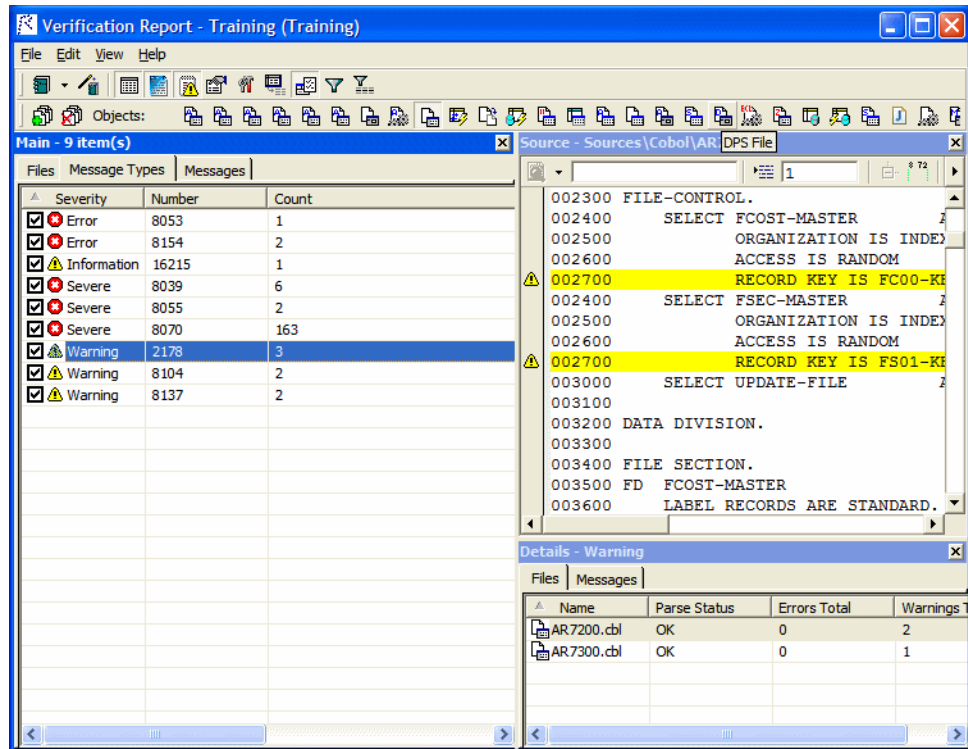 Verification Report - Training (Training)
File Edit View Help
Objects:
DPS File
Main - 9 item(s)
Files Message Types Messages
Severity Number Count
Error 8053 1
Error 8154 2
Information 16215 1
Severe 8039 6
Severe 8055 2
Severe 8070 163
Warning 2178 3
Warning 8104 2
Warning 8137 2
Source - Sources\Cobol\AR
1
002300 FILE-CONTROL.
002400 SELECT FCOST-MASTER
002500 ORGANIZATION IS INDEX
002600 ACCESS IS RANDOM
002700 RECORD KEY IS FC00-KE
002400 SELECT FSEC-MASTER
002500 ORGANIZATION IS INDEX
002600 ACCESS IS RANDOM
002700 RECORD KEY IS FS01-KE
003000 SELECT UPDATE-FILE
003100
003200 DATA DIVISION.
003300
003400 FILE SECTION.
003500 FD FCOST-MASTER
003600 LABEL RECORDS ARE STANDARD.
Details - Warning
Files Messages
Name Parse Status Errors Total Warnings T
AR7200.cbl OK 0 2
AR7300.cbl OK 0 1